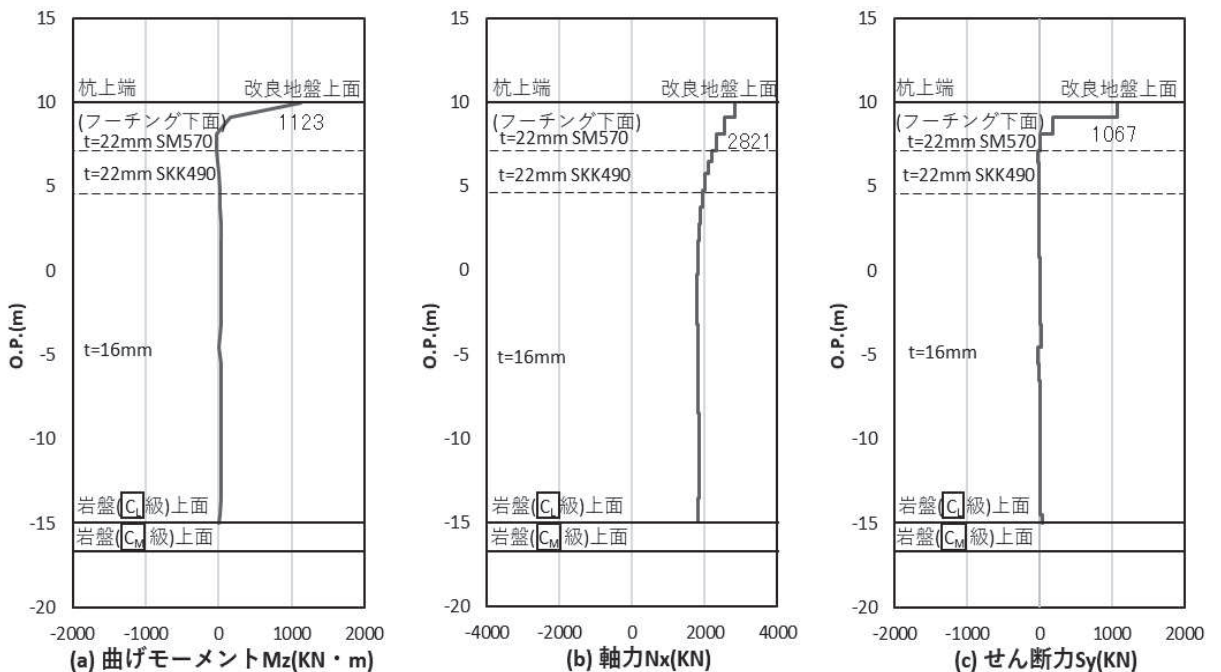 15
10
5
0
-5
-10
-15
-20
O.P.(m)
杭上端
改良地盤上面
(フーチング下面)
1123
t=22mm SM570
t=22mm SKK490
t=16mm
岩盤(CL級)上面
岩盤(CM級)上面
-2000 -1000 0 1000 2000
(a) 曲げモーメントMz(KN・m)
15
10
5
0
-5
-10
-15
-20
O.P.(m)
杭上端
改良地盤上面
(フーチング下面)
t=22mm SM570
2821
t=22mm SKK490
t=16mm
岩盤(CL級)上面
岩盤(CM級)上面
-4000 -2000 0 2000 4000
(b) 軸力Nx(KN)
15
10
5
0
-5
-10
-15
-20
O.P.(m)
杭上端
改良地盤上面
(フーチング下面)
t=22mm SM570
1067
t=22mm SKK490
t=16mm
岩盤(CL級)上面
岩盤(CM級)上面
-2000 -1000 0 1000 2000
(c) せん断力Sy(KN)